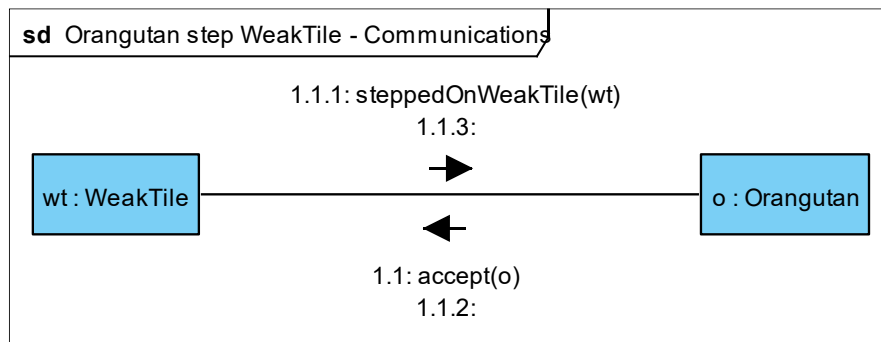 sd Orangutan step WeakTile - Communications
1.1.1: steppedOnWeakTile(wt)
1.1.3:
wt : WeakTile
o : Orangutan
1.1: accept(o)
1.1.2: